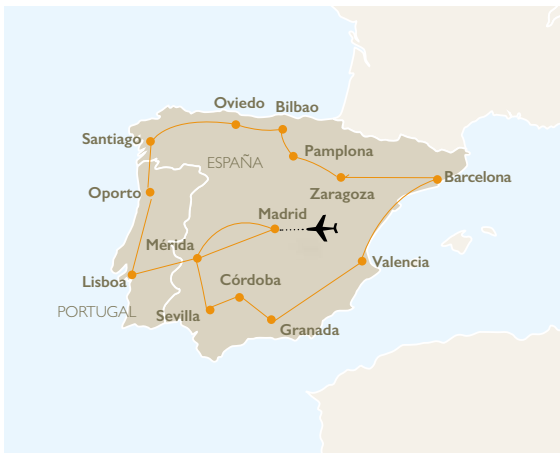 Oviedo
Bilbao
Santiago
Pamplona
ESPAÑA
Barcelona
Oporto
Zaragoza
Madrid
Mérida
Valencia
Lisboa
Córdoba
PORTUGAL
Sevilla
Granada